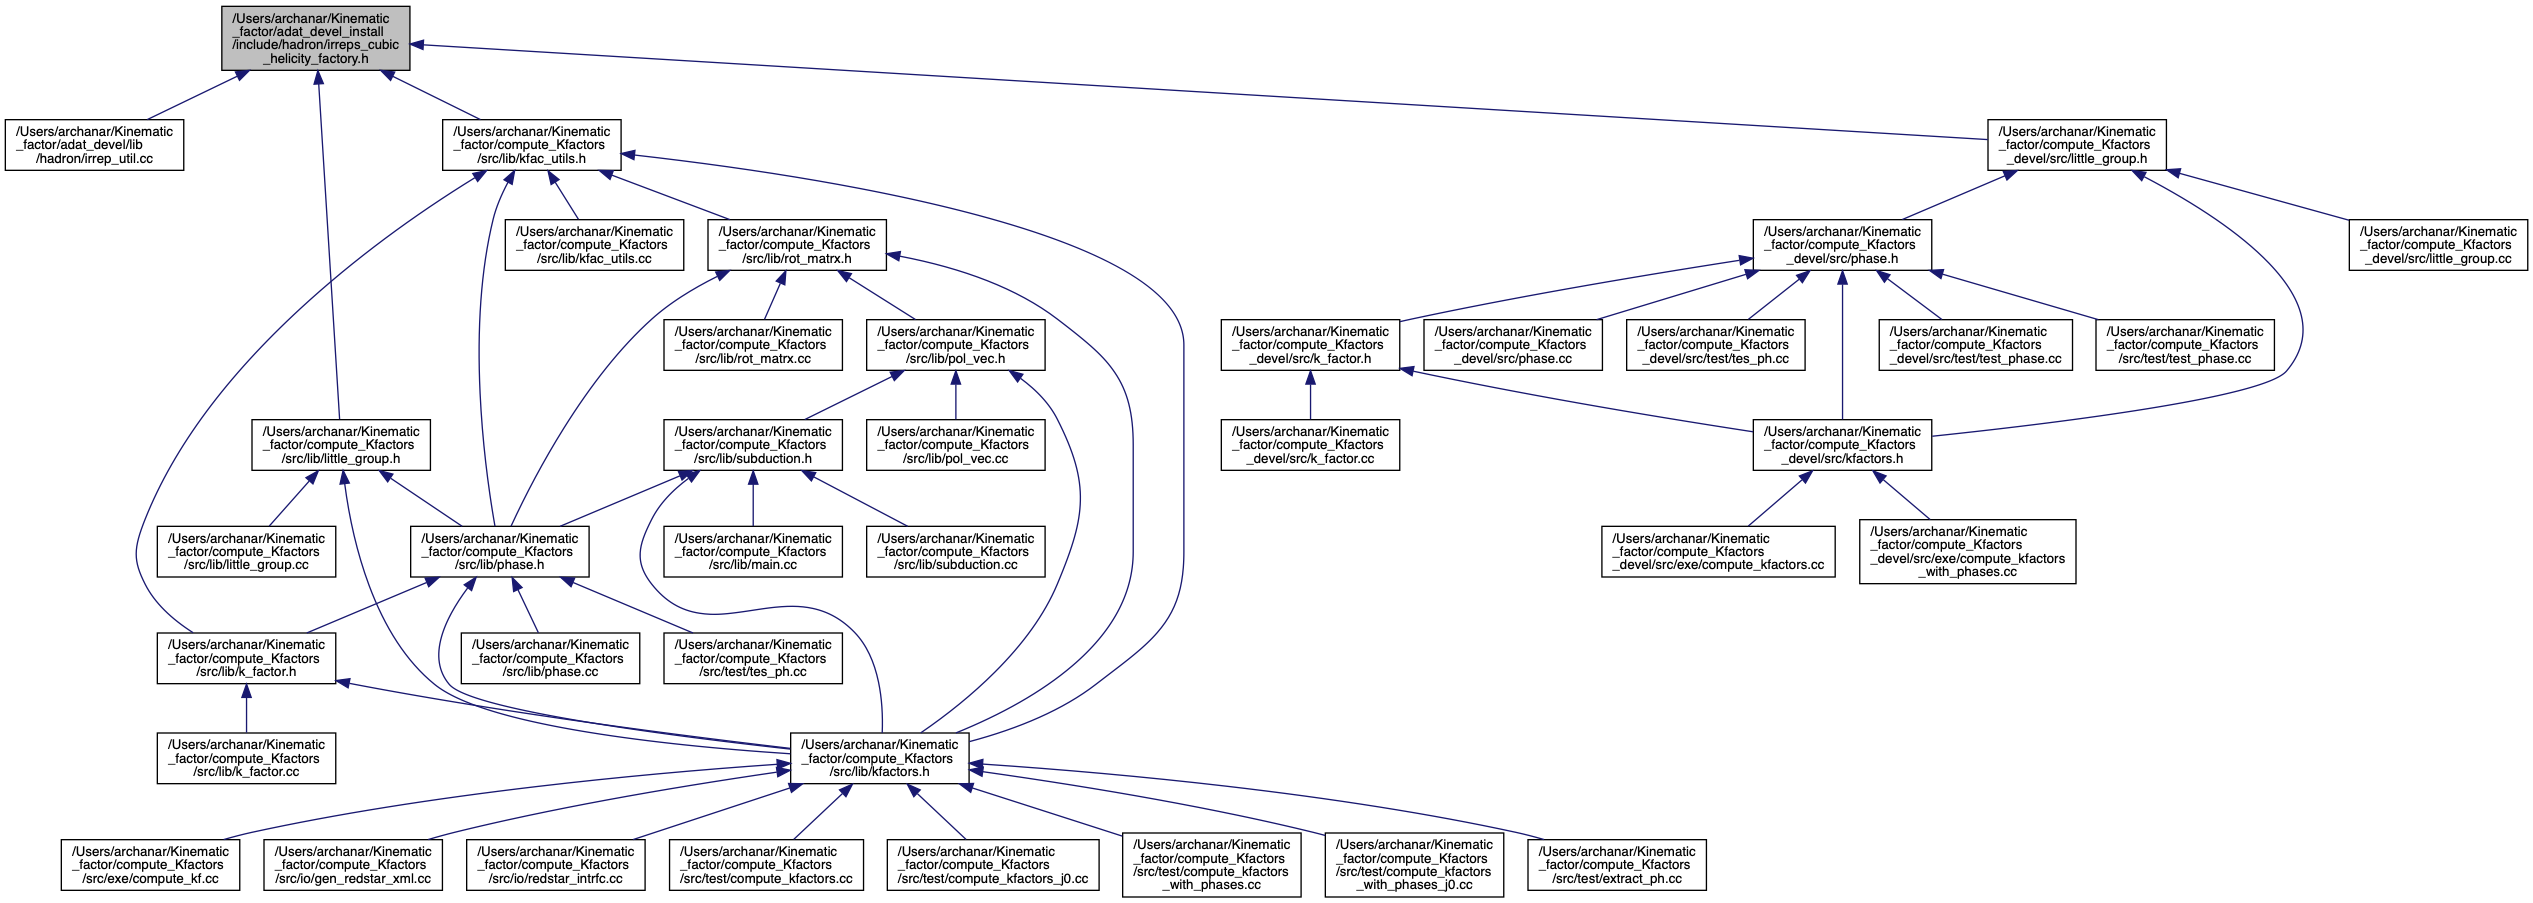 /Users/archanar/Kinematic
_factor/adat_devel_install
/include/hadron/irreps_cubic
_helicity_factory.h
/Users/archanar/Kinematic
_factor/adat_devel/lib
/hadron/irrep_util.cc
/Users/archanar/Kinematic
_factor/compute_Kfactors
/src/lib/kfac_utils.h
/Users/archanar/Kinematic
_factor/compute_Kfactors
_devel/src/little_group.h
/Users/archanar/Kinematic
_factor/compute_Kfactors
/src/lib/kfac_utils.cc
/Users/archanar/Kinematic
_factor/compute_Kfactors
/src/lib/rot_matrx.h
/Users/archanar/Kinematic
_factor/compute_Kfactors
_devel/src/phase.h
/Users/archanar/Kinematic
_factor/compute_Kfactors
_devel/src/little_group.cc
/Users/archanar/Kinematic
_factor/compute_Kfactors
/src/lib/rot_matrx.cc
/Users/archanar/Kinematic
_factor/compute_Kfactors
/src/lib/pol_vec.h
/Users/archanar/Kinematic
_factor/compute_Kfactors
_devel/src/k_factor.h
/Users/archanar/Kinematic
_factor/compute_Kfactors
_devel/src/phase.cc
/Users/archanar/Kinematic
_factor/compute_Kfactors
_devel/src/test/tes_ph.cc
/Users/archanar/Kinematic
_factor/compute_Kfactors
_devel/src/test/test_phase.cc
/Users/archanar/Kinematic
_factor/compute_Kfactors
/src/test/test_phase.cc
/Users/archanar/Kinematic
_factor/compute_Kfactors
/src/lib/little_group.h
/Users/archanar/Kinematic
_factor/compute_Kfactors
/src/lib/subduction.h
/Users/archanar/Kinematic
_factor/compute_Kfactors
/src/lib/pol_vec.cc
/Users/archanar/Kinematic
_factor/compute_Kfactors
_devel/src/k_factor.cc
/Users/archanar/Kinematic
_factor/compute_Kfactors
_devel/src/kfactors.h
/Users/archanar/Kinematic
_factor/compute_Kfactors
/src/lib/little_group.cc
/Users/archanar/Kinematic
_factor/compute_Kfactors
/src/lib/phase.h
/Users/archanar/Kinematic
_factor/compute_Kfactors
/src/lib/main.cc
/Users/archanar/Kinematic
_factor/compute_Kfactors
/src/lib/subduction.cc
/Users/archanar/Kinematic
_factor/compute_Kfactors
_devel/src/exe/compute_kfactors.cc
/Users/archanar/Kinematic
_factor/compute_Kfactors
_devel/src/exe/compute_kfactors
_with_phases.cc
/Users/archanar/Kinematic
_factor/compute_Kfactors
/src/lib/k_factor.h
/Users/archanar/Kinematic
_factor/compute_Kfactors
/src/lib/phase.cc
/Users/archanar/Kinematic
_factor/compute_Kfactors
/src/test/tes_ph.cc
/Users/archanar/Kinematic
_factor/compute_Kfactors
/src/lib/k_factor.cc
/Users/archanar/Kinematic
_factor/compute_Kfactors
/src/lib/kfactors.h
/Users/archanar/Kinematic
_factor/compute_Kfactors
/src/exe/compute_kf.cc
/Users/archanar/Kinematic
_factor/compute_Kfactors
/src/io/gen_redstar_xml.cc
/Users/archanar/Kinematic
_factor/compute_Kfactors
/src/io/redstar_intrfc.cc
/Users/archanar/Kinematic
_factor/compute_Kfactors
/src/test/compute_kfactors.cc
/Users/archanar/Kinematic
_factor/compute_Kfactors
/src/test/compute_kfactors_j0.cc
/Users/archanar/Kinematic
_factor/compute_Kfactors
/src/test/compute_kfactors
_with_phases.cc
/Users/archanar/Kinematic
_factor/compute_Kfactors
/src/test/compute_kfactors
_with_phases_j0.cc
/Users/archanar/Kinematic
_factor/compute_Kfactors
/src/test/extract_ph.cc